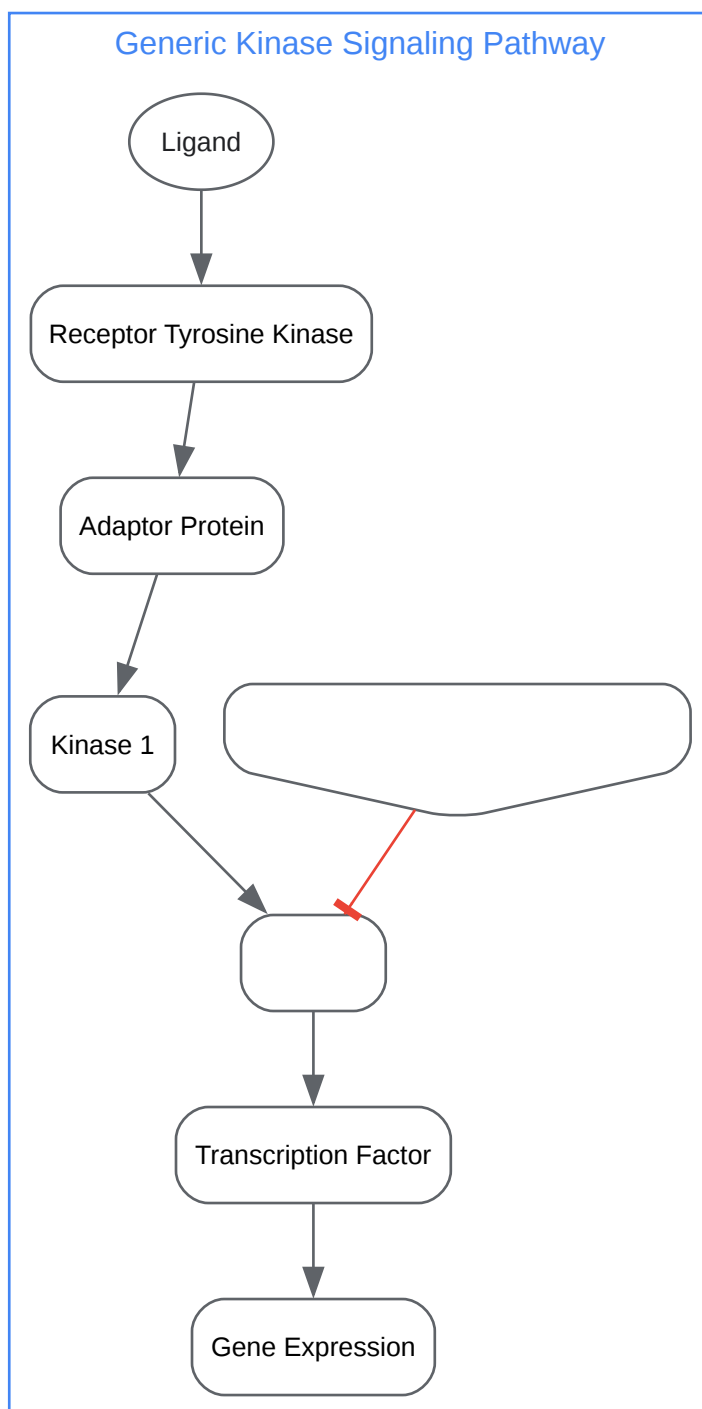 Generic Kinase Signaling Pathway
Ligand
Receptor Tyrosine Kinase
Adaptor Protein
Kinase 1
Transcription Factor
Gene Expression